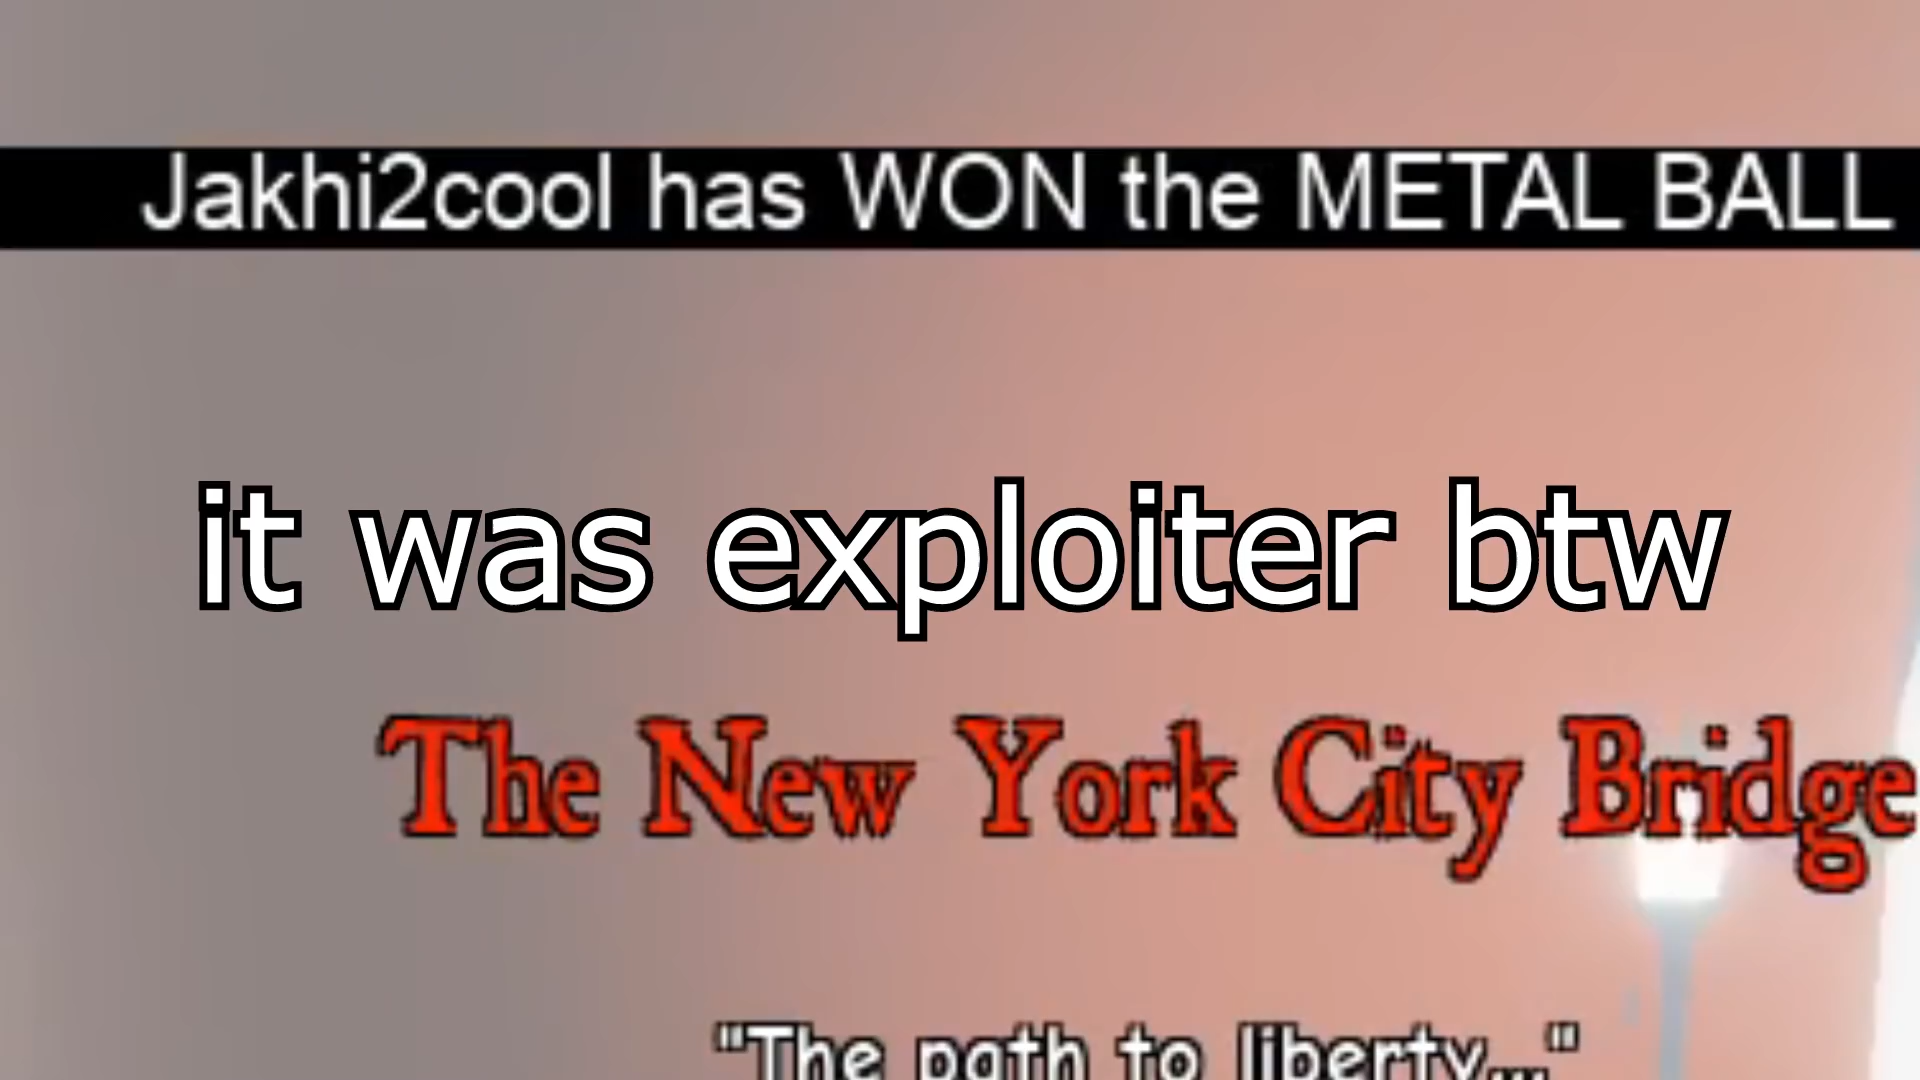 Jakhi2cool has WON the METAL BALL
it was exploiter btw
The New York City Bridge
"The path to liberty..."